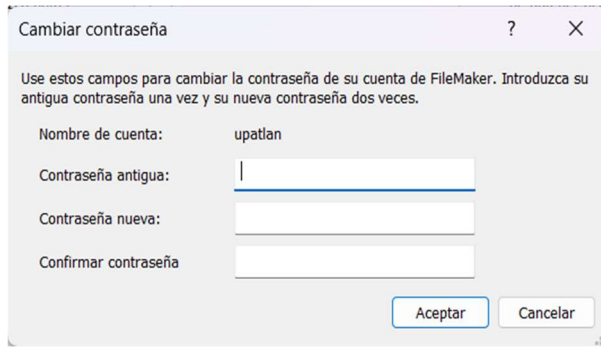 Cambiar contraseña
?
Use estos campos para cambiar la contraseña de su cuenta de FileMaker. Introduzca su
antigua contraseña una vez y su nueva contraseña dos veces.
Nombre de cuenta: upatlan
Contraseña antigua:
Contraseña nueva:
Confirmar contraseña
Aceptar Cancelar